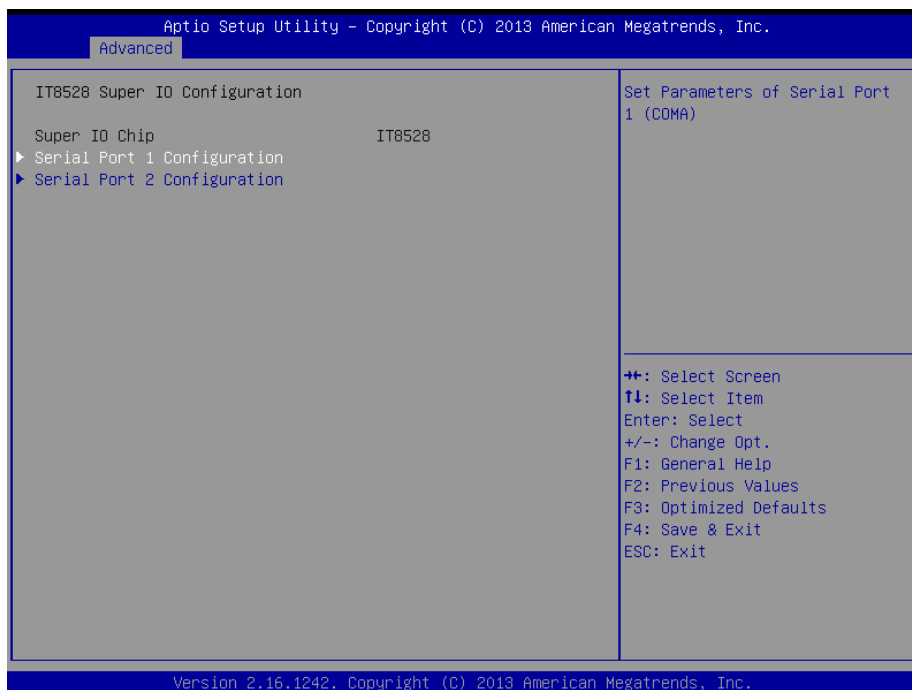 Aptio Setup Utility – Copyright (C) 2013 American Megatrends, Inc.
Advanced
IT8528 Super IO Configuration
Super IO Chip IT8528
Serial Port 1 Configuration
Serial Port 2 Configuration
Set Parameters of Serial Port
1 (COMA)
→←: Select Screen
↑↓: Select Item
Enter: Select
+/-: Change Opt.
F1: General Help
F2: Previous Values
F3: Optimized Defaults
F4: Save & Exit
ESC: Exit
Version 2.16.1242. Copyright (C) 2013 American Megatrends, Inc.